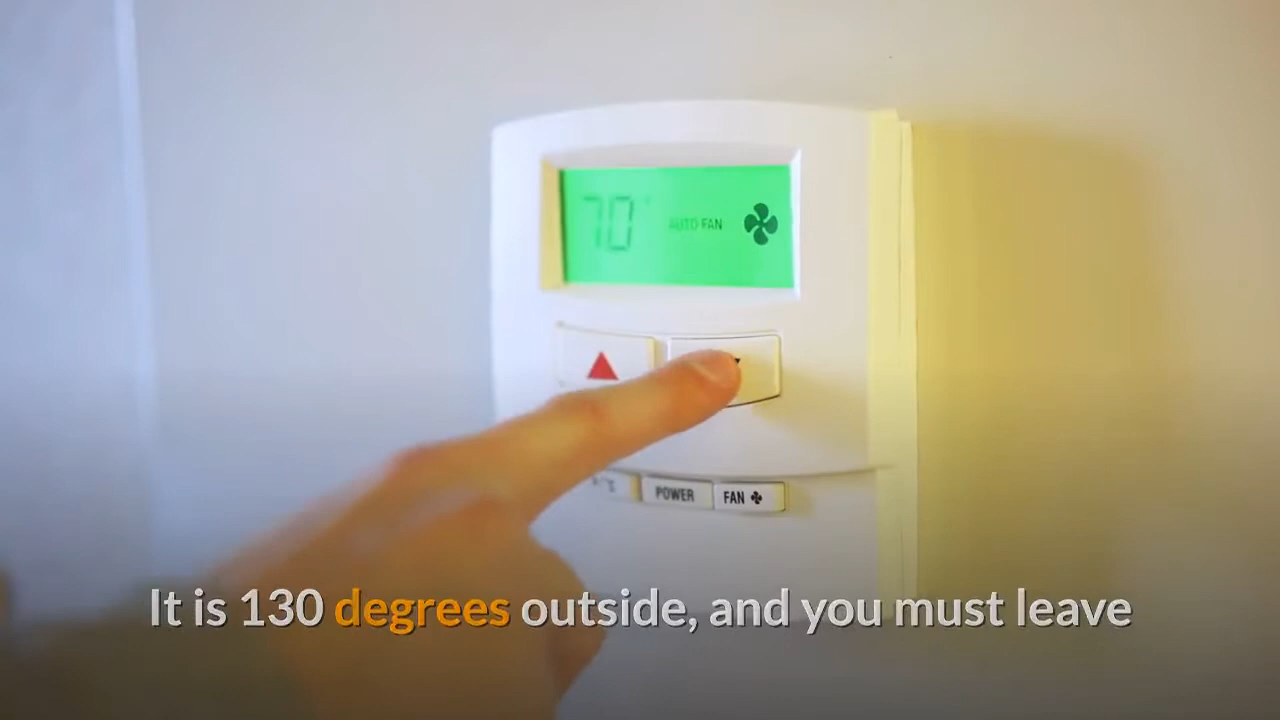 70°
AUTO FAN
POWER
FAN
It is 130 degrees outside, and you must leave